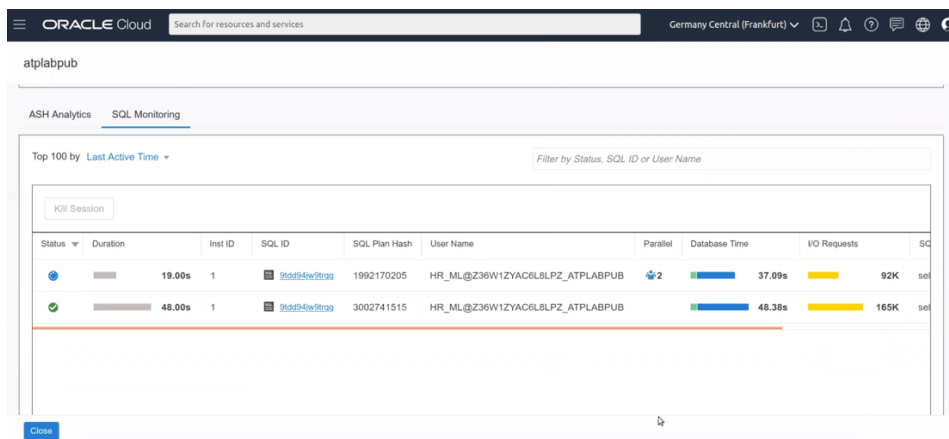 ORACLE Cloud Search for resources and services Germany Central (Frankfurt)
atplabpub
ASH Analytics SQL Monitoring
Top 100 by Last Active Time Filter by Status, SQL ID or User Name
Kill Session
Status Duration Inst ID SQL ID SQL Plan Hash User Name Parallel Database Time I/O Requests SQ
19.00s 1 9tdd94jw9trqq 1992170205 HR_ML@Z36W1ZYAC6L8LPZ_ATPLABPUB 2 37.09s 92K sel
48.00s 1 9tdd94jw9trqq 3002741515 HR_ML@Z36W1ZYAC6L8LPZ_ATPLABPUB 48.38s 165K sel
Close